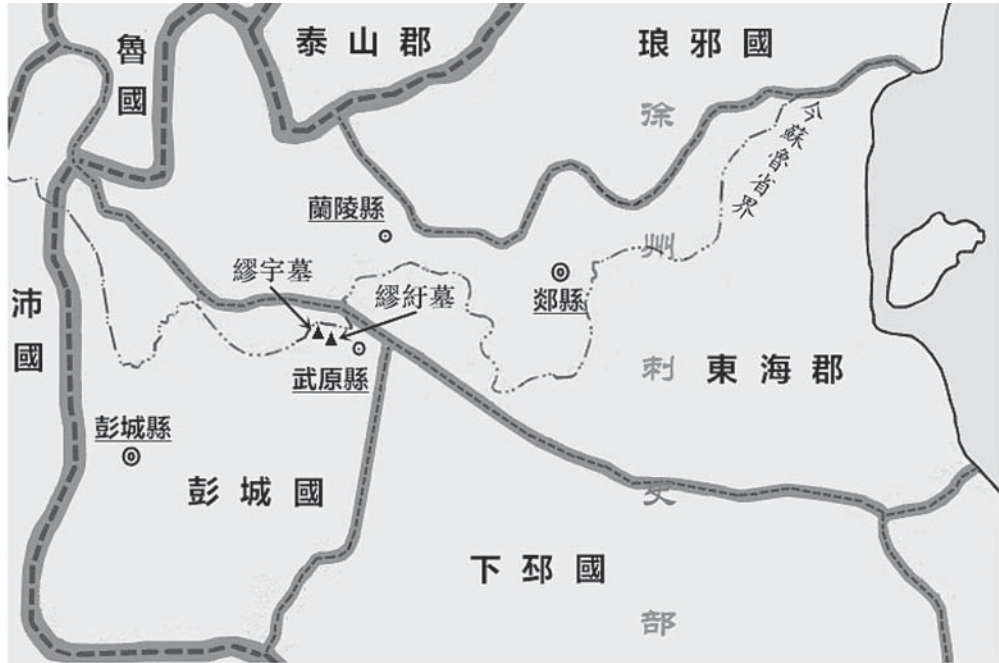 魯國
泰山郡
琅邪國
今蘇魯省界
蘭陵縣
繆宇墓
繆紆墓
郯縣
沛國
武原縣
東海郡
彭城縣
彭城國
下邳國
徐州刺史部